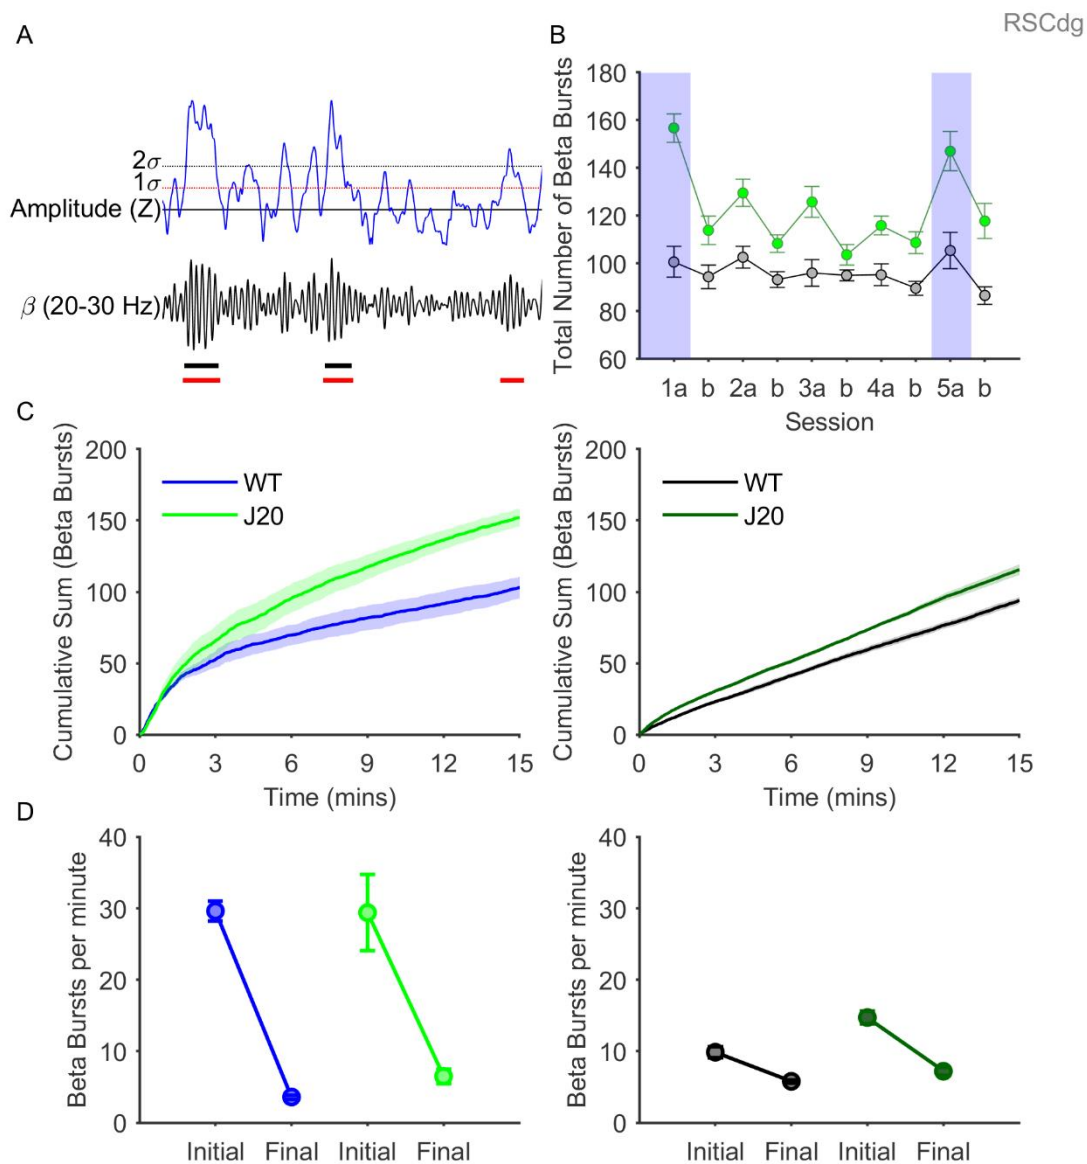 RSCdg
A
2σ
1σ
Amplitude (Z)
β (20-30 Hz)
B
Total Number of Beta Bursts
180
160
140
120
100
80
60
1a b 2a b 3a b 4a b 5a b
Session
C
Cumulative Sum (Beta Bursts)
200
150
100
50
0
WT
J20
0 3 6 9 12 15
Time (mins)
Cumulative Sum (Beta Bursts)
200
150
100
50
0
WT
J20
0 3 6 9 12 15
Time (mins)
D
Beta Bursts per minute
40
30
20
10
0
Initial Final Initial Final
Beta Bursts per minute
40
30
20
10
0
Initial Final Initial Final